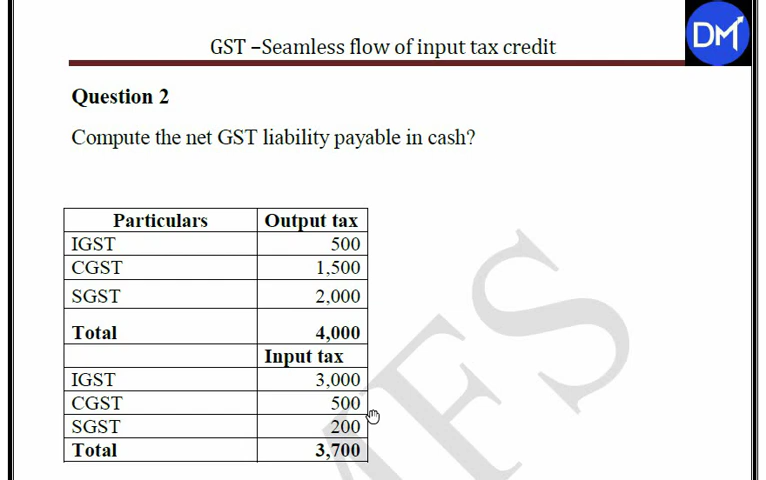 DM
GST –Seamless flow of input tax credit
Question 2
Compute the net GST liability payable in cash?
Particulars Output tax
IGST 500
CGST 1,500
SGST 2,000
Total 4,000
Input tax
IGST 3,000
CGST 500
SGST 200
Total 3,700
MFS